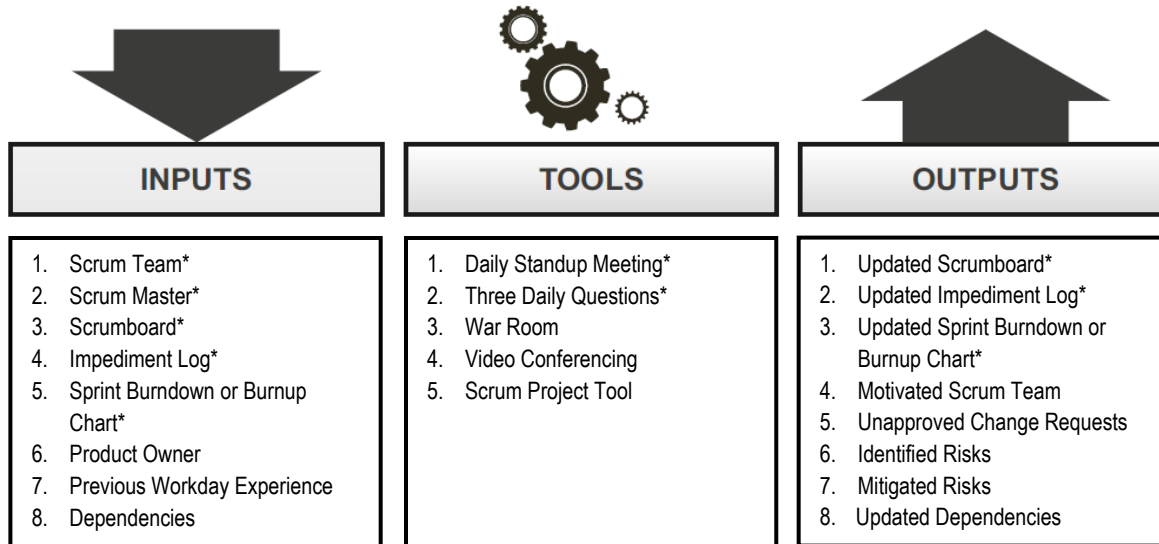 INPUTS
1. Scrum Team*
2. Scrum Master*
3. Scrumboard*
4. Impediment Log*
5. Sprint Burndown or Burnup
Chart*
6. Product Owner
7. Previous Workday Experience
8. Dependencies
TOOLS
1. Daily Standup Meeting*
2. Three Daily Questions*
3. War Room
4. Video Conferencing
5. Scrum Project Tool
OUTPUTS
1. Updated Scrumboard*
2. Updated Impediment Log*
3. Updated Sprint Burndown or
Burnup Chart*
4. Motivated Scrum Team
5. Unapproved Change Requests
6. Identified Risks
7. Mitigated Risks
8. Updated Dependencies